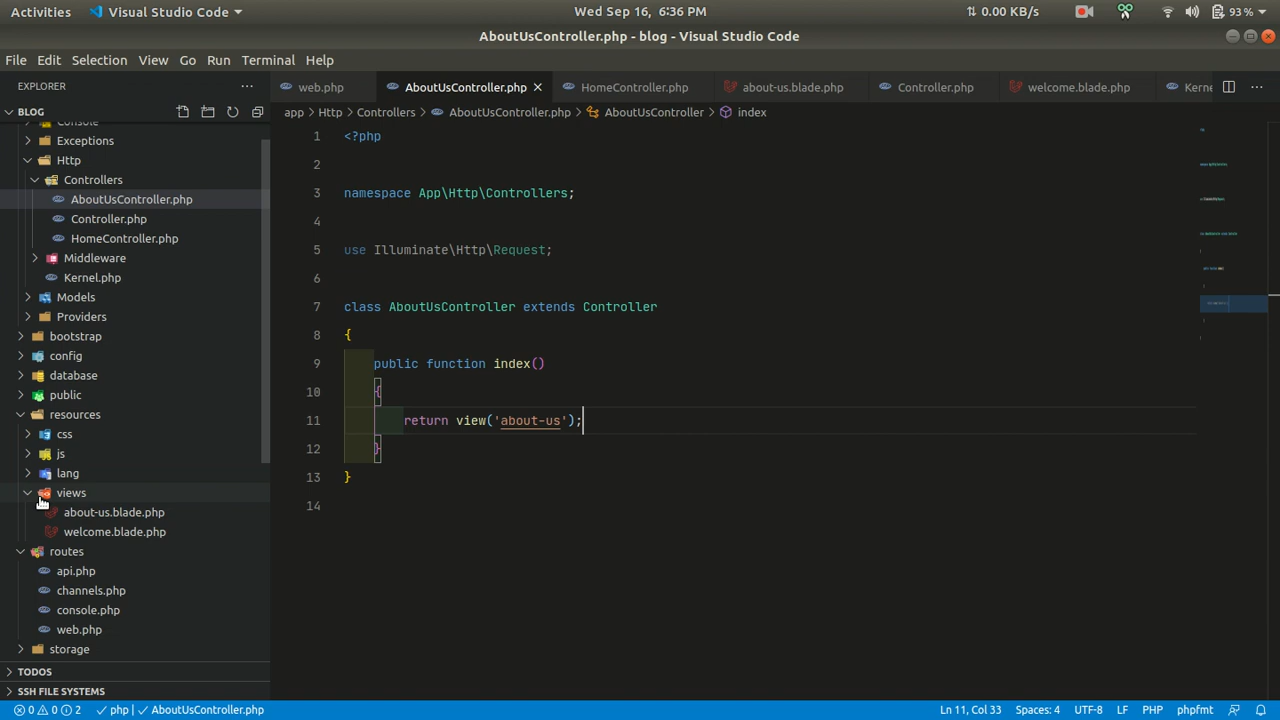 Activities Visual Studio Code Wed Sep 16, 6:36 PM 0.00 KB/s 93 %
AboutUsController.php - blog - Visual Studio Code
File Edit Selection View Go Run Terminal Help
EXPLORER
web.php AboutUsController.php HomeController.php about-us.blade.php Controller.php welcome.blade.php Kerne
BLOG
app > Http > Controllers > AboutUsController.php > AboutUsController > index
Console
Exceptions
Http
Controllers
AboutUsController.php
Controller.php
HomeController.php
Middleware
Kernel.php
Models
Providers
bootstrap
config
database
public
resources
css
js
lang
views
about-us.blade.php
welcome.blade.php
routes
api.php
channels.php
console.php
web.php
storage
TODOS
SSH FILE SYSTEMS
1 <?php
2
3 namespace App\Http\Controllers;
4
5 use Illuminate\Http\Request;
6
7 class AboutUsController extends Controller
8 {
9 public function index()
10 {
11 return view('about-us');
12 }
13 }
14
0 0 2 php | AboutUsController.php Ln 11, Col 33 Spaces: 4 UTF-8 LF PHP phpfmt